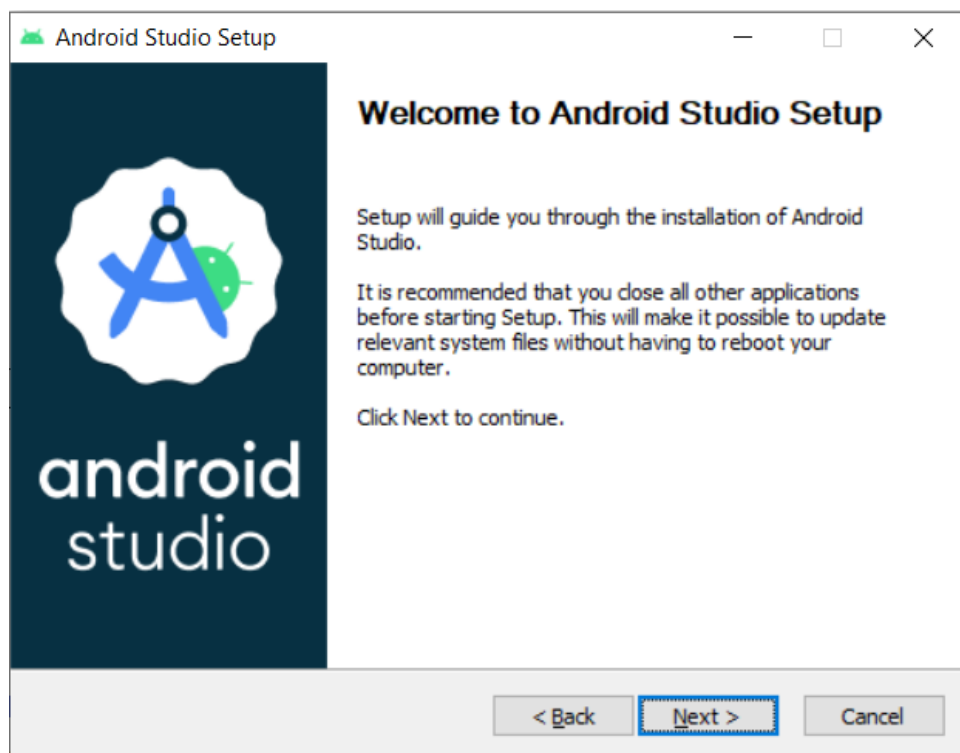 Android Studio Setup
Welcome to Android Studio Setup
Setup will guide you through the installation of Android
Studio.
It is recommended that you close all other applications
before starting Setup. This will make it possible to update
relevant system files without having to reboot your
computer.
Click Next to continue.
android
studio
< Back
Next >
Cancel